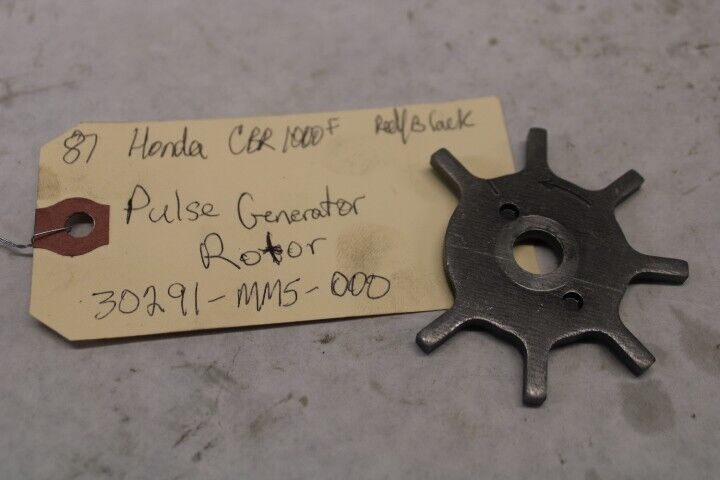 87 Honda CBR1000F Red/Black
Pulse Generator
Rotor
30291-MM5-000